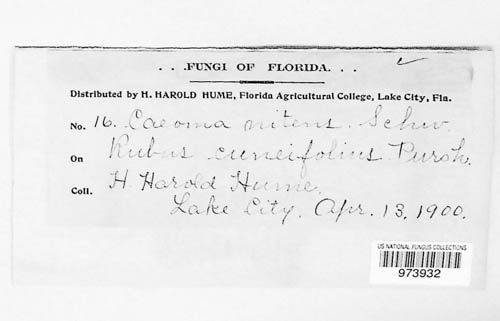 . . .FUNGI OF FLORIDA. . .
Distributed by H. HAROLD HUME, Florida Agricultural College, Lake City, Fla.
No. 16. Caeoma nitens. Schw.
On Rubus cuneifolius Pursh.
Coll. H. Harold Hume.
Lake City. Apr. 13, 1900.
US NATIONAL FUNGUS COLLECTIONS
973932